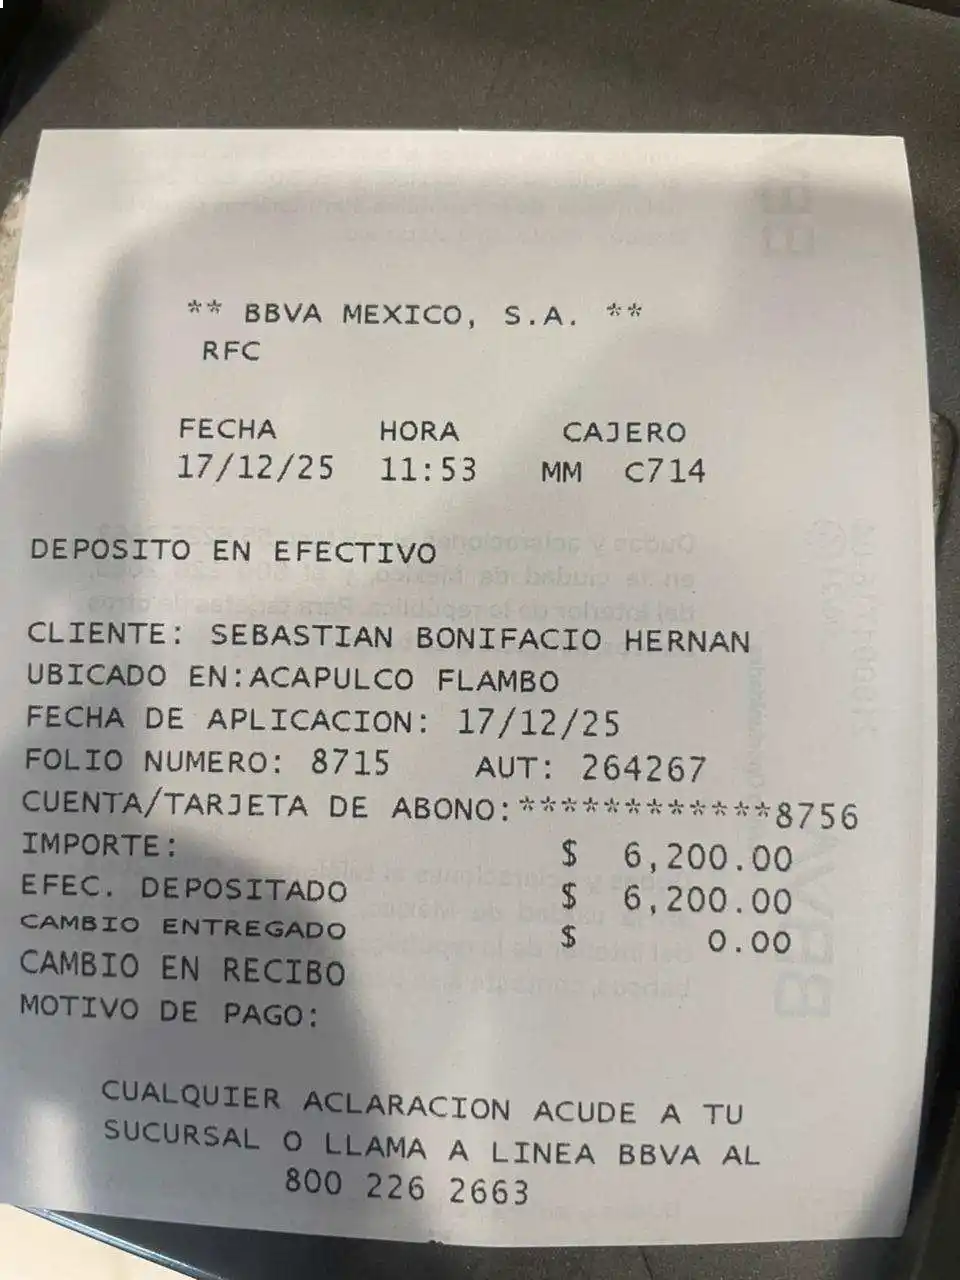 ** BBVA MEXICO, S.A. **
RFC
FECHA HORA CAJERO
17/12/25 11:53 MM C714
DEPOSITO EN EFECTIVO
CLIENTE: SEBASTIAN BONIFACIO HERNAN
UBICADO EN:ACAPULCO FLAMBO
FECHA DE APLICACION: 17/12/25
FOLIO NUMERO: 8715 AUT: 264267
CUENTA/TARJETA DE ABONO:************8756
IMPORTE: $ 6,200.00
EFEC. DEPOSITADO $ 6,200.00
CAMBIO ENTREGADO $ 0.00
CAMBIO EN RECIBO
MOTIVO DE PAGO:
CUALQUIER ACLARACION ACUDE A TU
SUCURSAL O LLAMA A LINEA BBVA AL
800 226 2663